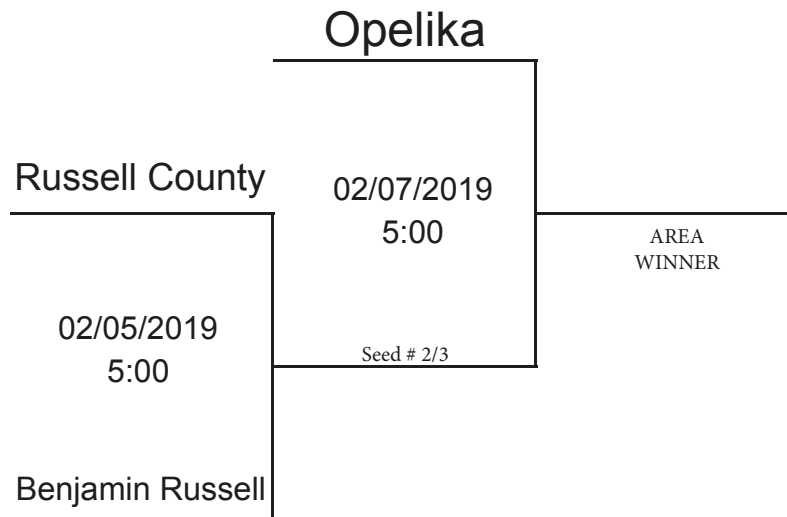 Opelika
Russell County
02/07/2019
5:00
AREA
WINNER
02/05/2019
5:00
Seed # 2/3
Benjamin Russell